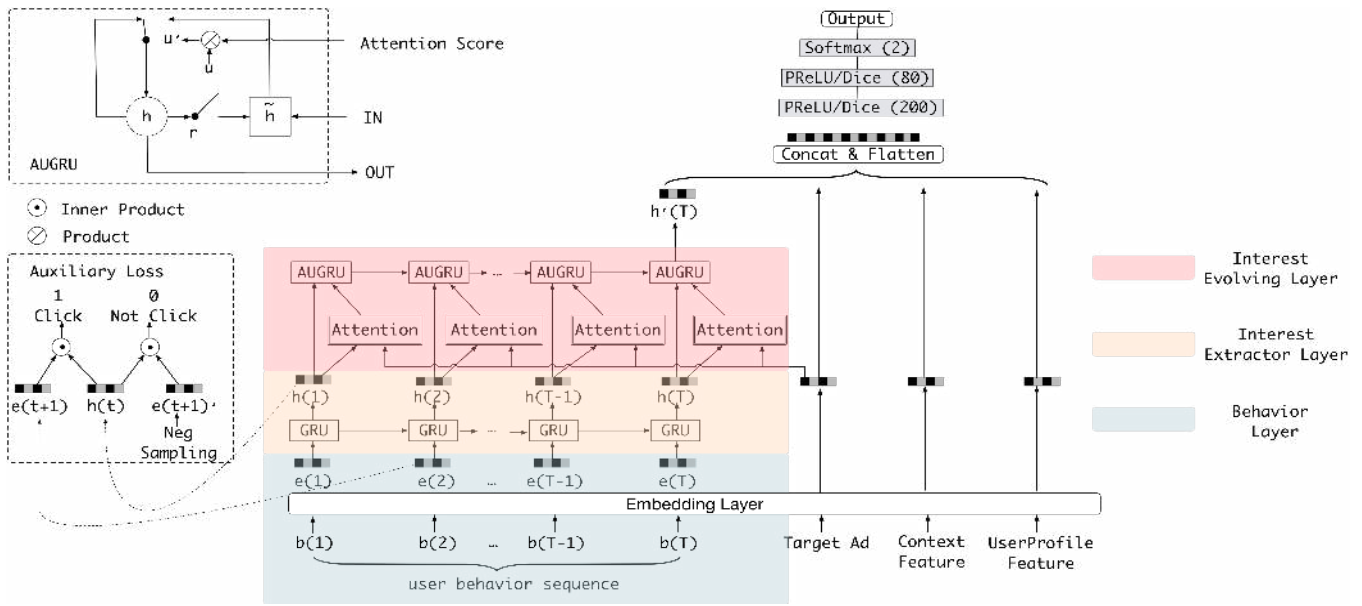 Output
Softmax (2)
PReLU/Dice (80)
PReLU/Dice (200)
Concat & Flatten
u'
u
Attention Score
h
r
h̃
IN
AUGRU
OUT
Inner Product
Product
h'(T)
Auxiliary Loss
1
Click
0
Not Click
e(t+1)
h(t)
e(t+1)'
Neg
Sampling
AUGRU
AUGRU
...
AUGRU
AUGRU
Attention
Attention
Attention
Attention
h(1)
h(2)
h(T-1)
h(T)
GRU
GRU
...
GRU
GRU
e(1)
e(2)
...
e(T-1)
e(T)
Embedding Layer
b(1)
b(2)
...
b(T-1)
b(T)
Target Ad
Context
Feature
UserProfile
Feature
user behavior sequence
Interest
Evolving Layer
Interest
Extractor Layer
Behavior
Layer